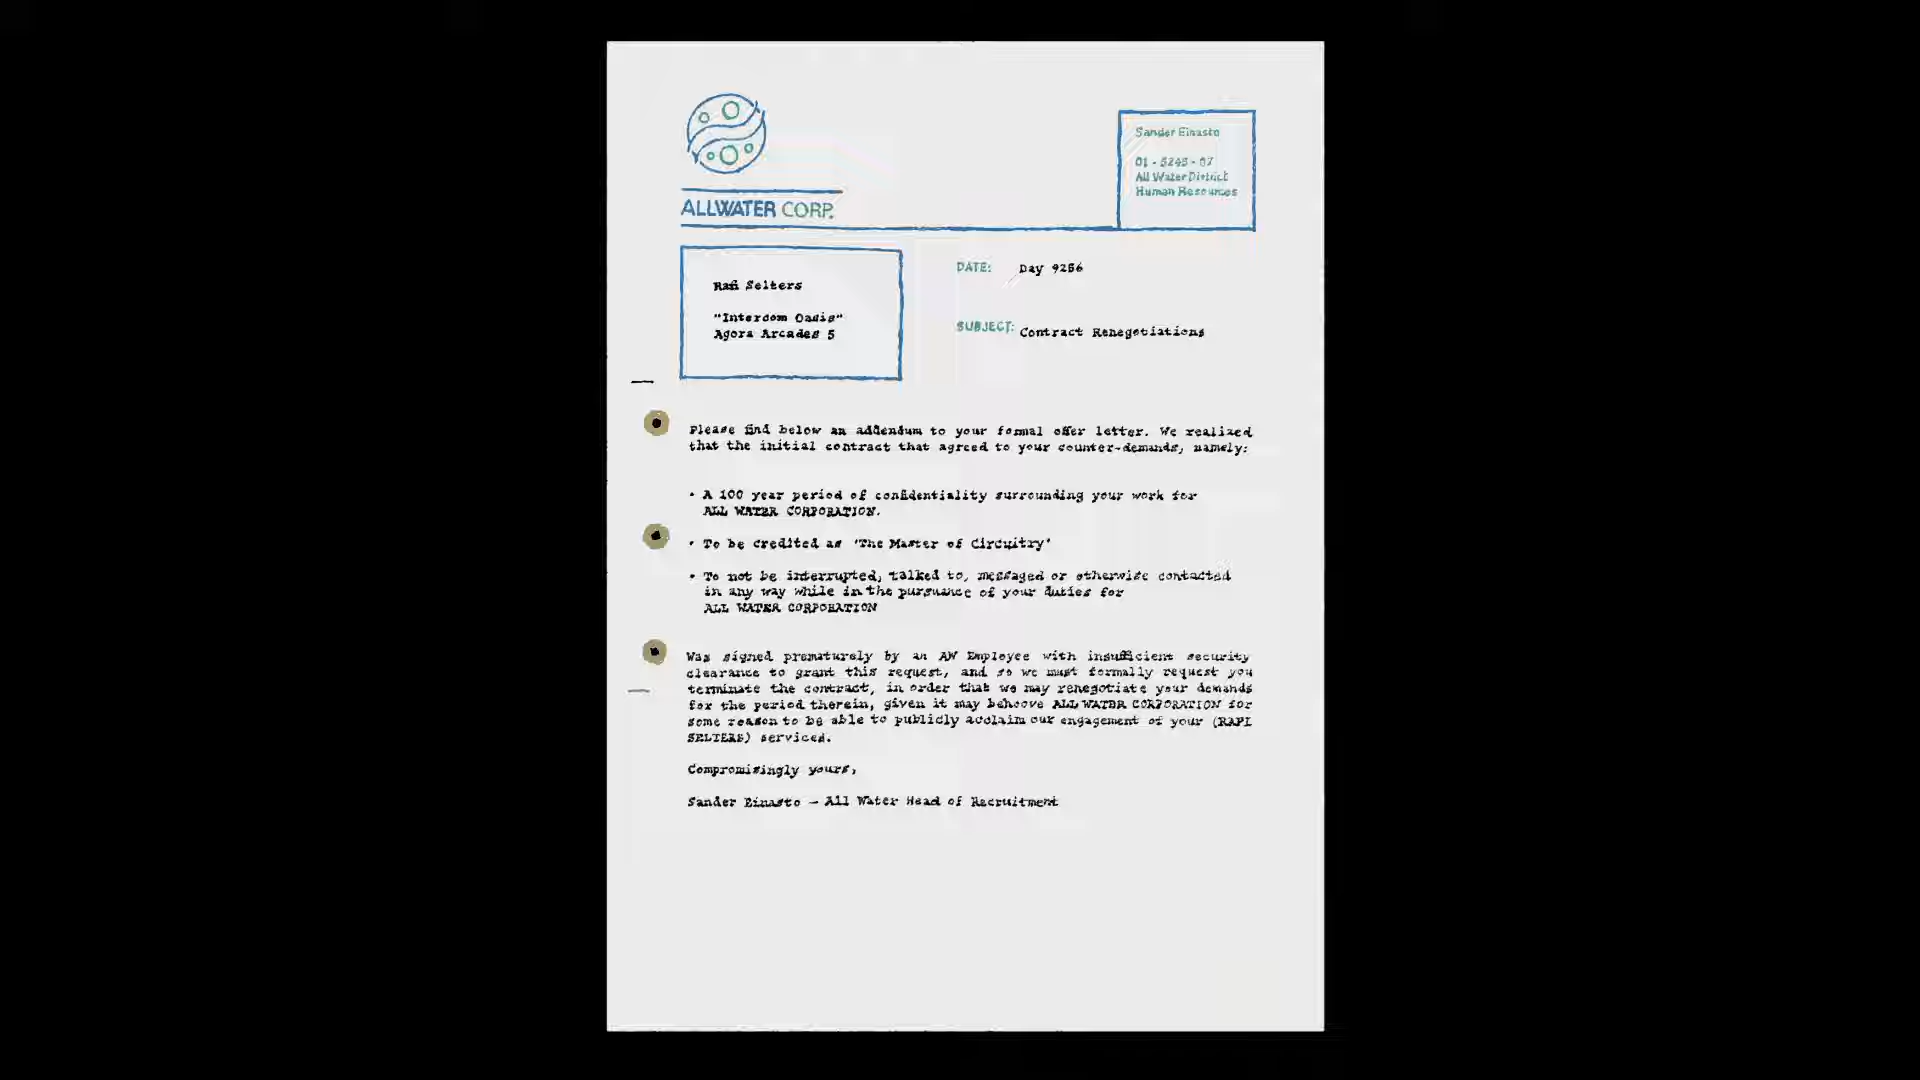 Sander Einasto
All Water District
Human Resources
ALLWATER CORP.
Rafi Selters
DATE: Day 9256
"Intercom Oasis"
Agora Arcades 5
SUBJECT: Contract Renegotiations
Please find below an addendum to your formal offer letter. We realized
that the initial contract that agreed to your counter-demands, namely:
• A 100 year period of confidentiality surrounding your work for
ALL WATER CORPORATION.
• To be credited as 'The Master of Circuitry'
• To not be interrupted, talked to, messaged or otherwise contacted
in any way while in the pursuance of your duties for
ALL WATER CORPORATION
Was signed prematurely by an AW Employee with insufficient security
clearance to grant this request, and so we must formally request you
terminate the contract, in order that we may renegotiate your demands
for the period therein, given it may behoove ALL WATER CORPORATION for
some reason to be able to publicly acclaim our engagement of your (RAFI
SELTERS) services.
Compromisingly yours,
Sander Einasto - All Water Head of Recruitment